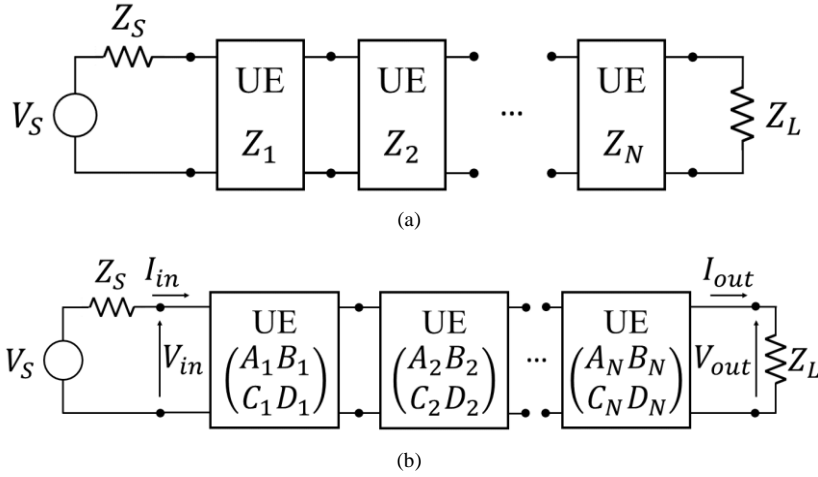 Z_S
V_S
UE
Z_1
UE
Z_2
...
UE
Z_N
Z_L
(a)
Z_S
I_in
V_S
V_in
UE
(A_1 B_1
C_1 D_1)
UE
(A_2 B_2
C_2 D_2)
...
UE
(A_N B_N
C_N D_N)
I_out
V_out
Z_L
(b)